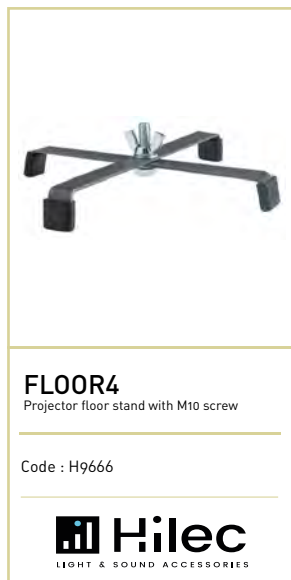 FLOOR4
Projector floor stand with M10 screw
Code : H9666
Hilec
LIGHT & SOUND ACCESSORIES